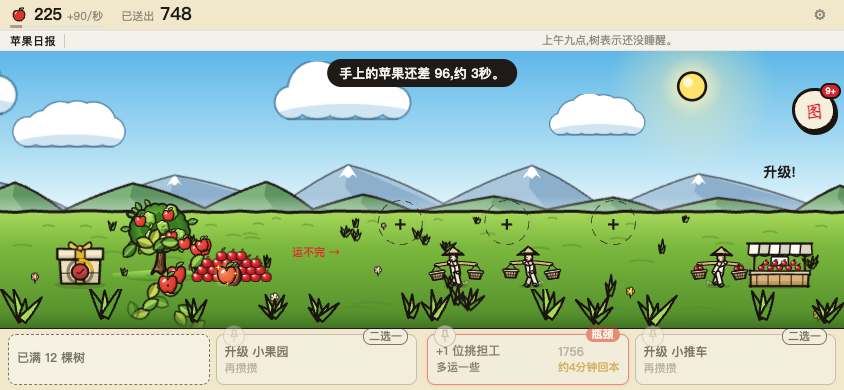 225 +90/秒 已送出 748
苹果日报 上午九点,树表示还没睡醒。
手上的苹果还差 96,约 3秒。
9+
图
升级!
运不完 →
已满 12 棵树
二选一
升级 小果园
再攒攒
瓶颈
+1 位挑担工 1756
多运一些 约4分钟回本
二选一
升级 小推车
再攒攒